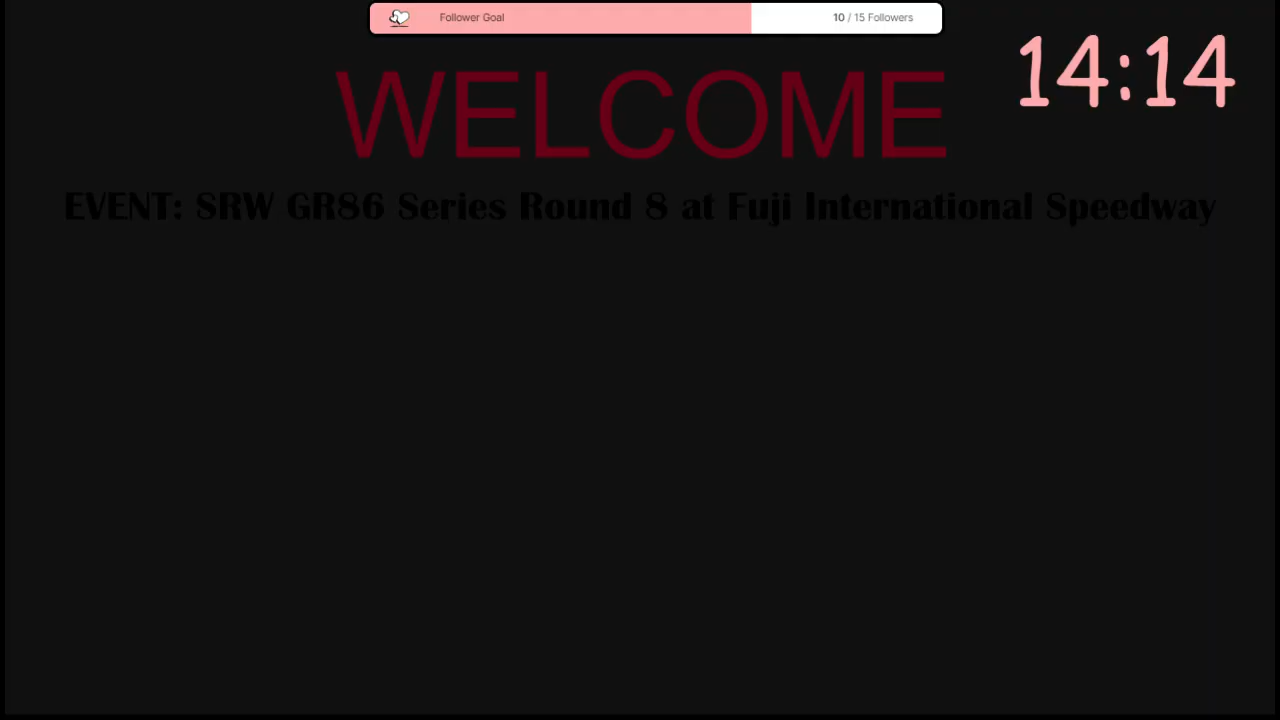 Follower Goal 10 / 15 Followers
14:14
WELCOME
EVENT: SRW GR86 Series Round 8 at Fuji International Speedway